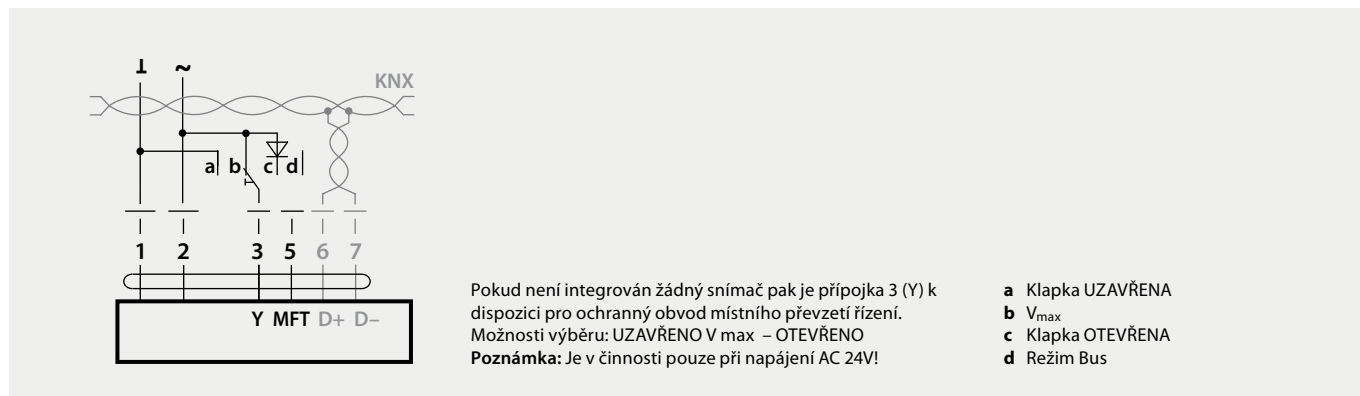 ⊥ ~
KNX
a b c d
1 2 3 5 6 7
Y MFT D+ D–
Pokud není integrován žádný snímač pak je přípojka 3 (Y) k
dispozici pro ochranný obvod místního převzetí řízení.
Možnosti výběru: UZAVŘENO V max – OTEVŘENO
Poznámka: Je v činnosti pouze při napájení AC 24V!
a Klapka UZAVŘENA
b Vmax
c Klapka OTEVŘENA
d Režim Bus